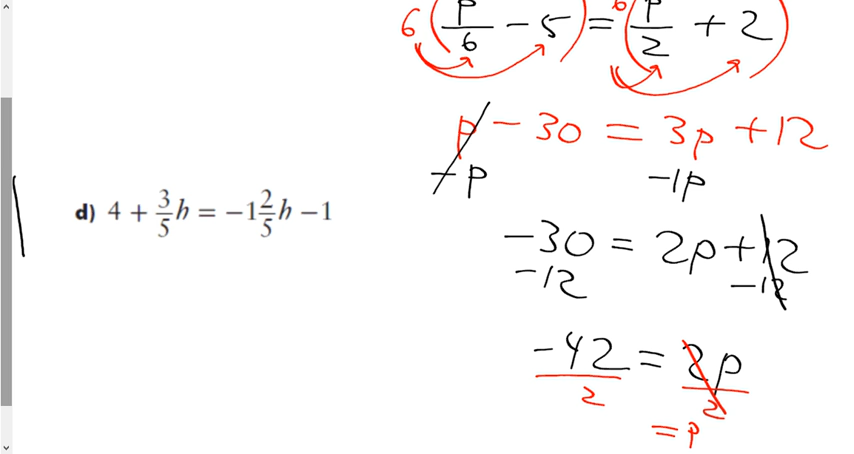 6(p/6 − 5) = 6(p/2 + 2)
p − 30 = 3p + 12
−p −1p
d) 4 + 3/5 h = −1 2/5 h − 1
−30 = 2p + 12
−12 −12
−42 = 2p
2 2
= p